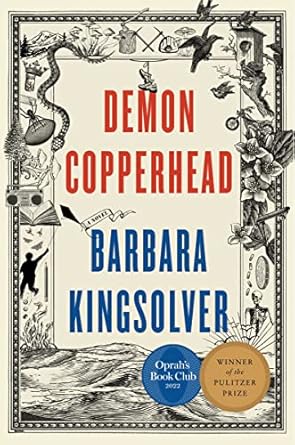 DEMON
COPPERHEAD
A NOVEL
BARBARA
KINGSOLVER
Oprah's
Book Club
2022
WINNER
of the
PULITZER
PRIZE